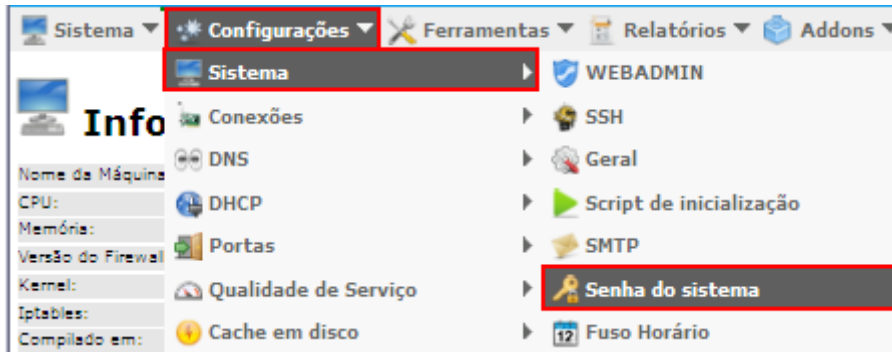 Sistema Configurações Ferramentas Relatórios Addons
Sistema
Conexões
DNS
DHCP
Portas
Qualidade de Serviço
Cache em disco
WEBADMIN
SSH
Geral
Script de inicialização
SMTP
Senha do sistema
12 Fuso Horário
Info
Nome da Máquina
CPU:
Memória:
Versão do Firewal
Kernel:
Iptables:
Compilado em: